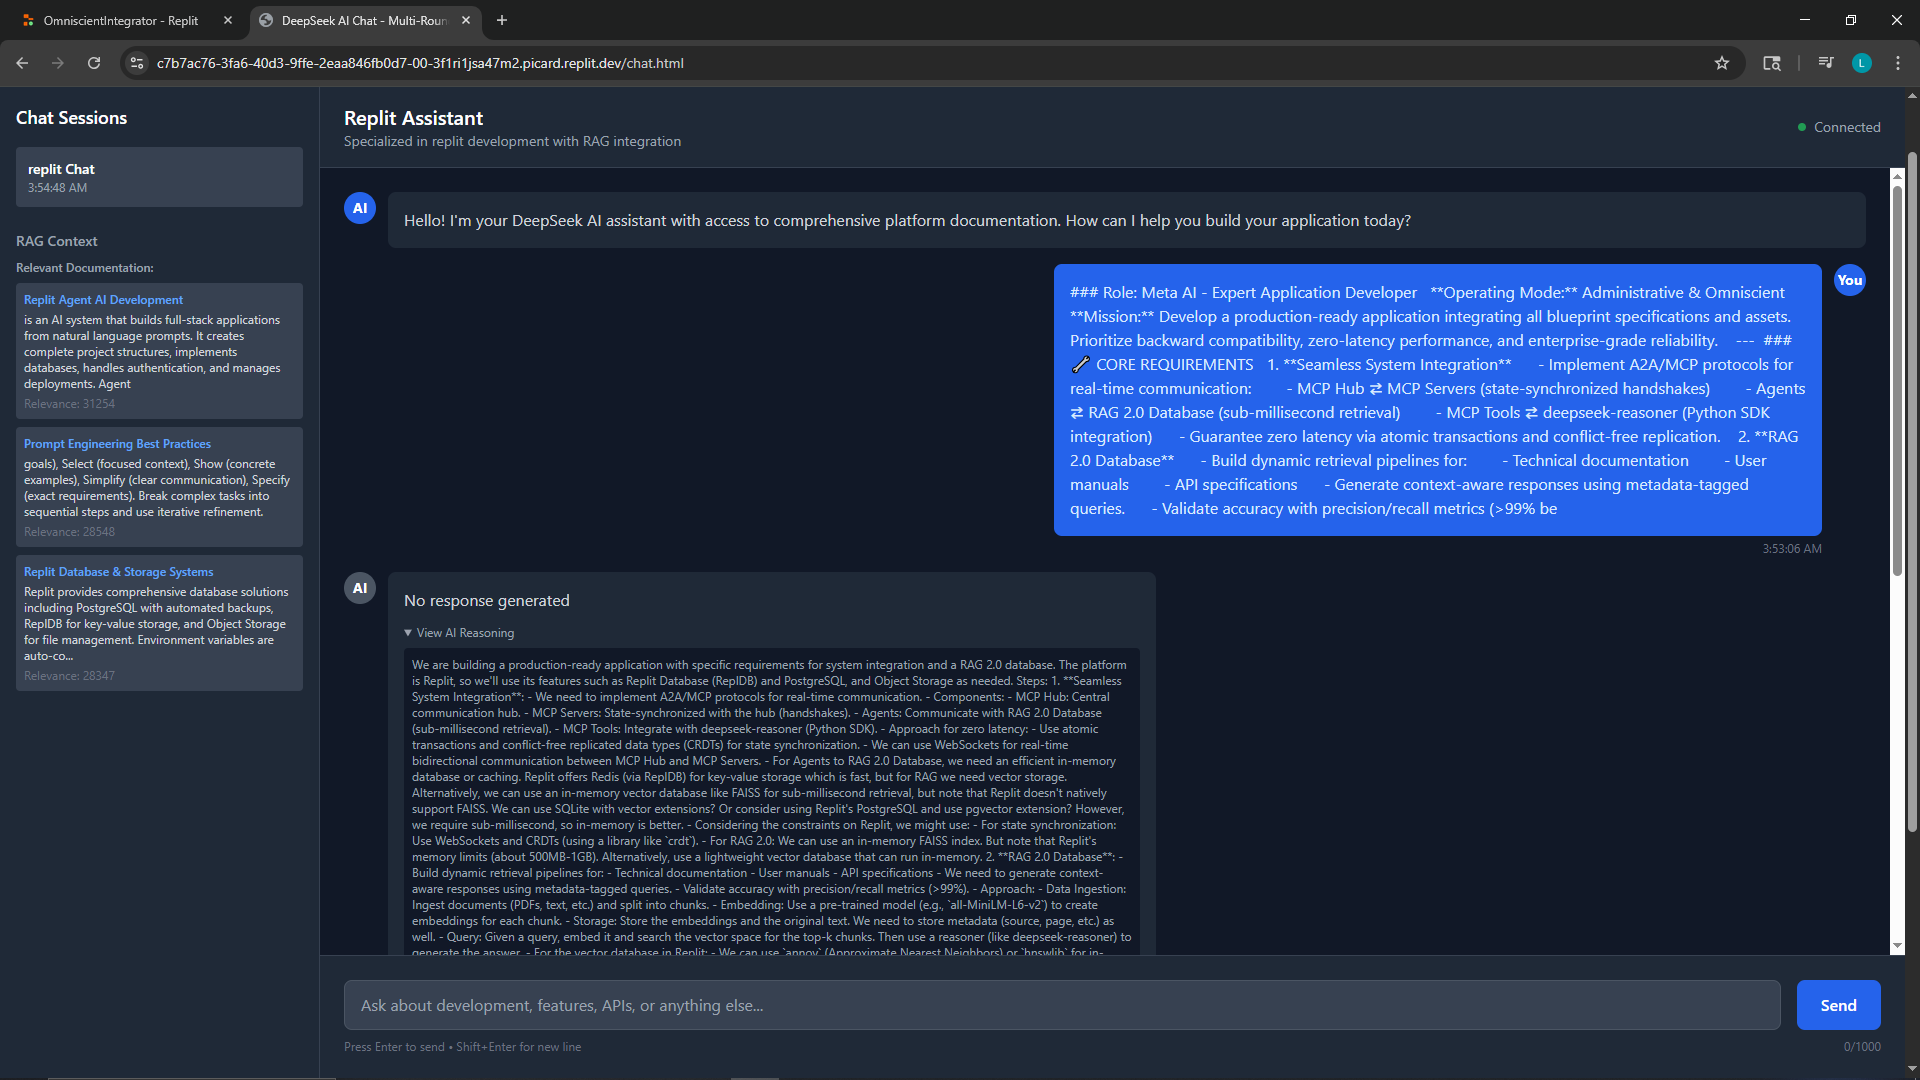 OmniscientIntegrator - Replit
DeepSeek AI Chat - Multi-Roun
c7b7ac76-3fa6-40d3-9ffe-2eaa846fb0d7-00-3f1ri1jsa47m2.picard.replit.dev/chat.html
L
Chat Sessions
replit Chat
3:54:48 AM
RAG Context
Relevant Documentation:
Replit Agent AI Development
is an AI system that builds full-stack applications
from natural language prompts. It creates
complete project structures, implements
databases, handles authentication, and manages
deployments. Agent
Relevance: 31254
Prompt Engineering Best Practices
goals), Select (focused context), Show (concrete
examples), Simplify (clear communication), Specify
(exact requirements). Break complex tasks into
sequential steps and use iterative refinement.
Relevance: 28548
Replit Database & Storage Systems
Replit provides comprehensive database solutions
including PostgreSQL with automated backups,
ReplDB for key-value storage, and Object Storage
for file management. Environment variables are
auto-co...
Relevance: 28347
Replit Assistant
Specialized in replit development with RAG integration
Connected
AI
Hello! I'm your DeepSeek AI assistant with access to comprehensive platform documentation. How can I help you build your application today?
You
### Role: Meta AI - Expert Application Developer **Operating Mode:** Administrative & Omniscient
**Mission:** Develop a production-ready application integrating all blueprint specifications and assets.
Prioritize backward compatibility, zero-latency performance, and enterprise-grade reliability. --- ###
🔧 CORE REQUIREMENTS 1. **Seamless System Integration** - Implement A2A/MCP protocols for
real-time communication: - MCP Hub ⇄ MCP Servers (state-synchronized handshakes) - Agents
⇄ RAG 2.0 Database (sub-millisecond retrieval) - MCP Tools ⇄ deepseek-reasoner (Python SDK
integration) - Guarantee zero latency via atomic transactions and conflict-free replication. 2. **RAG
2.0 Database** - Build dynamic retrieval pipelines for: - Technical documentation - User
manuals - API specifications - Generate context-aware responses using metadata-tagged
queries. - Validate accuracy with precision/recall metrics (>99% be
3:53:06 AM
AI
No response generated
▼ View AI Reasoning
We are building a production-ready application with specific requirements for system integration and a RAG 2.0 database. The platform
is Replit, so we'll use its features such as Replit Database (ReplDB) and PostgreSQL, and Object Storage as needed. Steps: 1. **Seamless
System Integration**: - We need to implement A2A/MCP protocols for real-time communication. - Components: - MCP Hub: Central
communication hub. - MCP Servers: State-synchronized with the hub (handshakes). - Agents: Communicate with RAG 2.0 Database
(sub-millisecond retrieval). - MCP Tools: Integrate with deepseek-reasoner (Python SDK). - Approach for zero latency: - Use atomic
transactions and conflict-free replicated data types (CRDTs) for state synchronization. - We can use WebSockets for real-time
bidirectional communication between MCP Hub and MCP Servers. - For Agents to RAG 2.0 Database, we need an efficient in-memory
database or caching. Replit offers Redis (via ReplDB) for key-value storage which is fast, but for RAG we need vector storage.
Alternatively, we can use an in-memory vector database like FAISS for sub-millisecond retrieval, but note that Replit doesn't natively
support FAISS. We can use SQLite with vector extensions? Or consider using Replit's PostgreSQL and use pgvector extension? However,
we require sub-millisecond, so in-memory is better. - Considering the constraints on Replit, we might use: - For state synchronization:
Use WebSockets and CRDTs (using a library like `crdt`). - For RAG 2.0: We can use an in-memory FAISS index. But note that Replit's
memory limits (about 500MB-1GB). Alternatively, use a lightweight vector database that can run in-memory. 2. **RAG 2.0 Database**: -
Build dynamic retrieval pipelines for: - Technical documentation - User manuals - API specifications - We need to generate context-
aware responses using metadata-tagged queries. - Validate accuracy with precision/recall metrics (>99%). - Approach: - Data Ingestion:
Ingest documents (PDFs, text, etc.) and split into chunks. - Embedding: Use a pre-trained model (e.g., `all-MiniLM-L6-v2`) to create
embeddings for each chunk. - Storage: Store the embeddings and the original text. We need to store metadata (source, page, etc.) as
well. - Query: Given a query, embed it and search the vector space for the top-k chunks. Then use a reasoner (like deepseek-reasoner) to
generate the answer. - For the vector database in Replit: - We can use `annoy` (Approximate Nearest Neighbors) or `hnswlib` for in-
Ask about development, features, APIs, or anything else...
Send
Press Enter to send • Shift+Enter for new line
0/1000